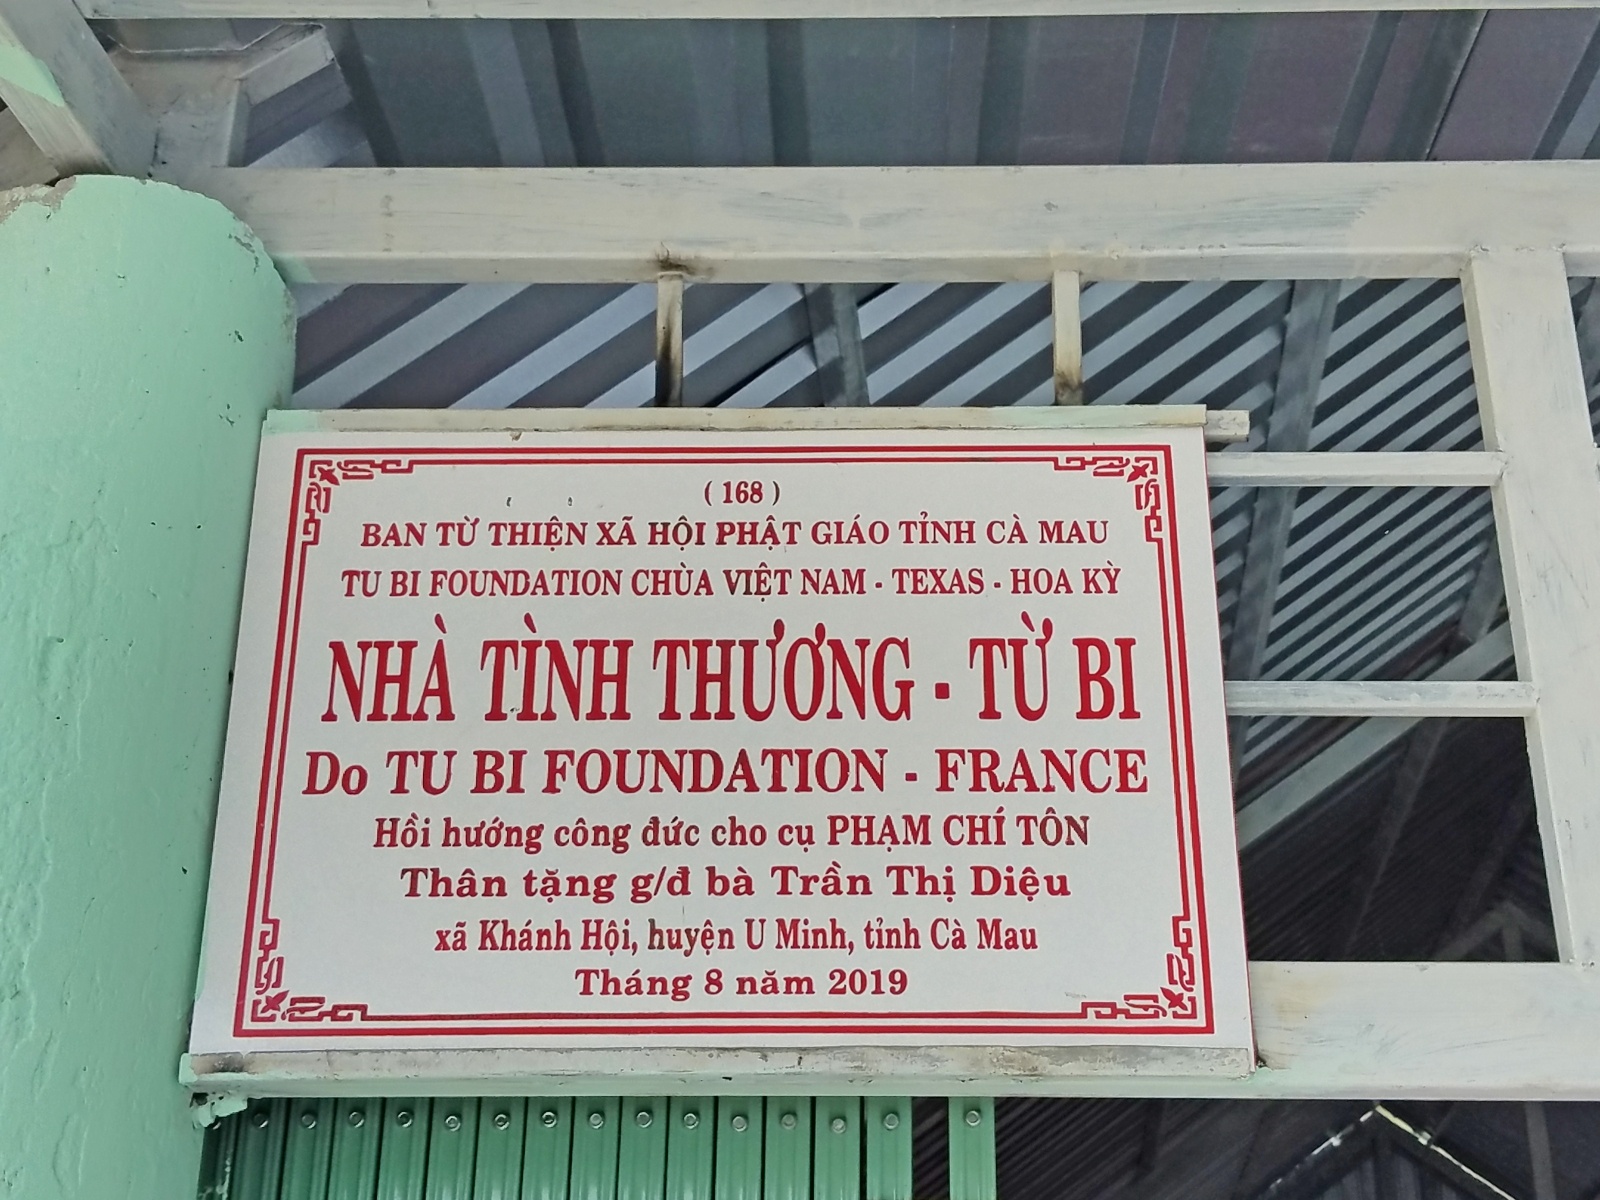 ( 168 )
BAN TỪ THIỆN XÃ HỘI PHẬT GIÁO TỈNH CÀ MAU
TU BI FOUNDATION CHÙA VIỆT NAM - TEXAS - HOA KỲ
NHÀ TÌNH THƯƠNG - TỪ BI
Do TU BI FOUNDATION - FRANCE
Hồi hướng công đức cho cụ PHẠM CHÍ TÔN
Thân tặng g/đ bà Trần Thị Diệu
xã Khánh Hội, huyện U Minh, tỉnh Cà Mau
Tháng 8 năm 2019